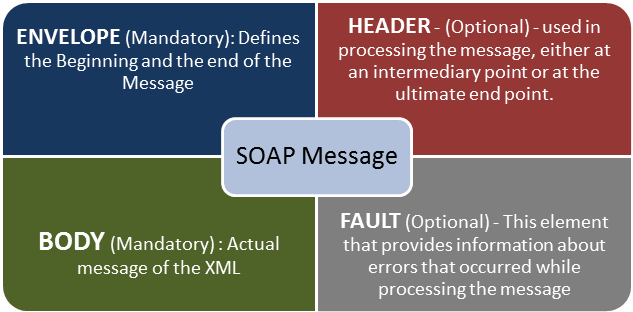 ENVELOPE (Mandatory): Defines
the Beginning and the end of the
Message
HEADER - (Optional) - used in
processing the message, either at
an intermediary point or at the
ultimate end point.
SOAP Message
BODY (Mandatory) : Actual
message of the XML
FAULT (Optional) - This element
that provides information about
errors that occurred while
processing the message